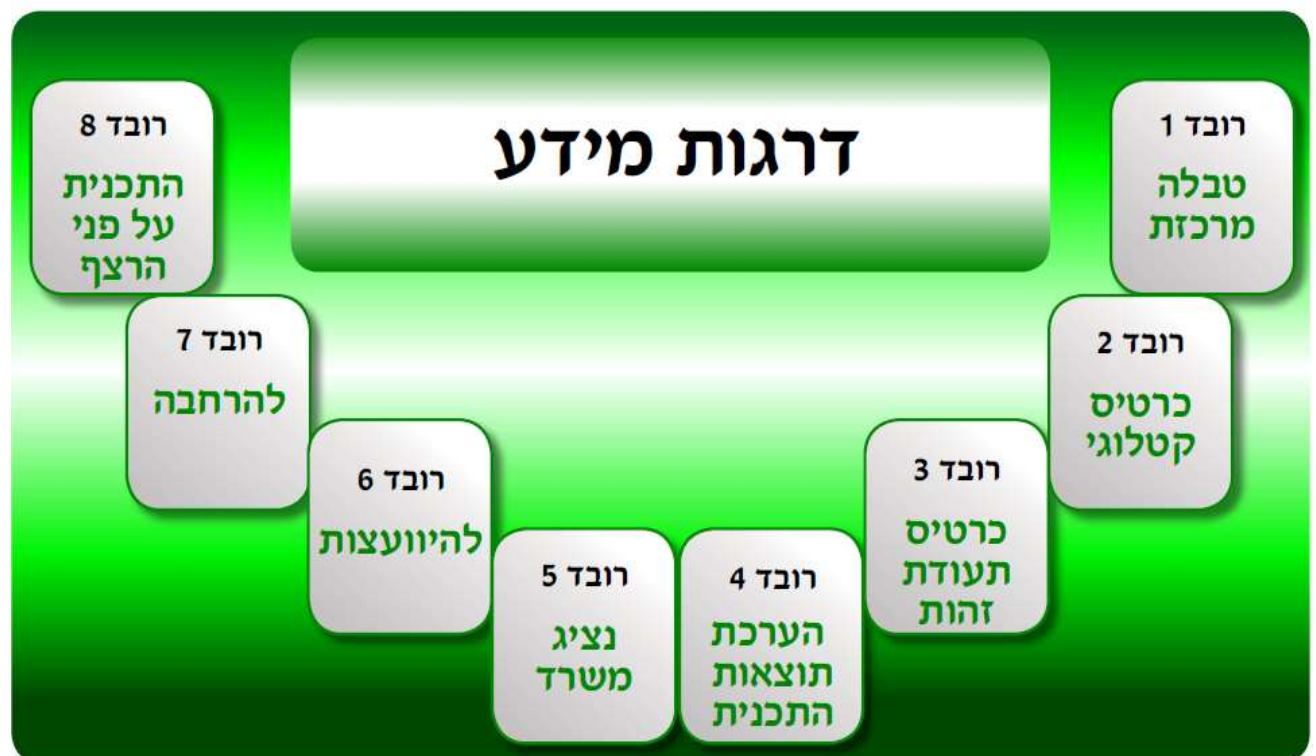 דרגות מידע
רובד 1
טבלה
מרכזת
רובד 2
כרטיס
קטלוגי
רובד 3
כרטיס
תעודת
זהות
רובד 4
הערכת
תוצאות
התכנית
רובד 5
נציג
משרד
רובד 6
להיוועצות
רובד 7
להרחבה
רובד 8
התכנית
על פני
הרצף